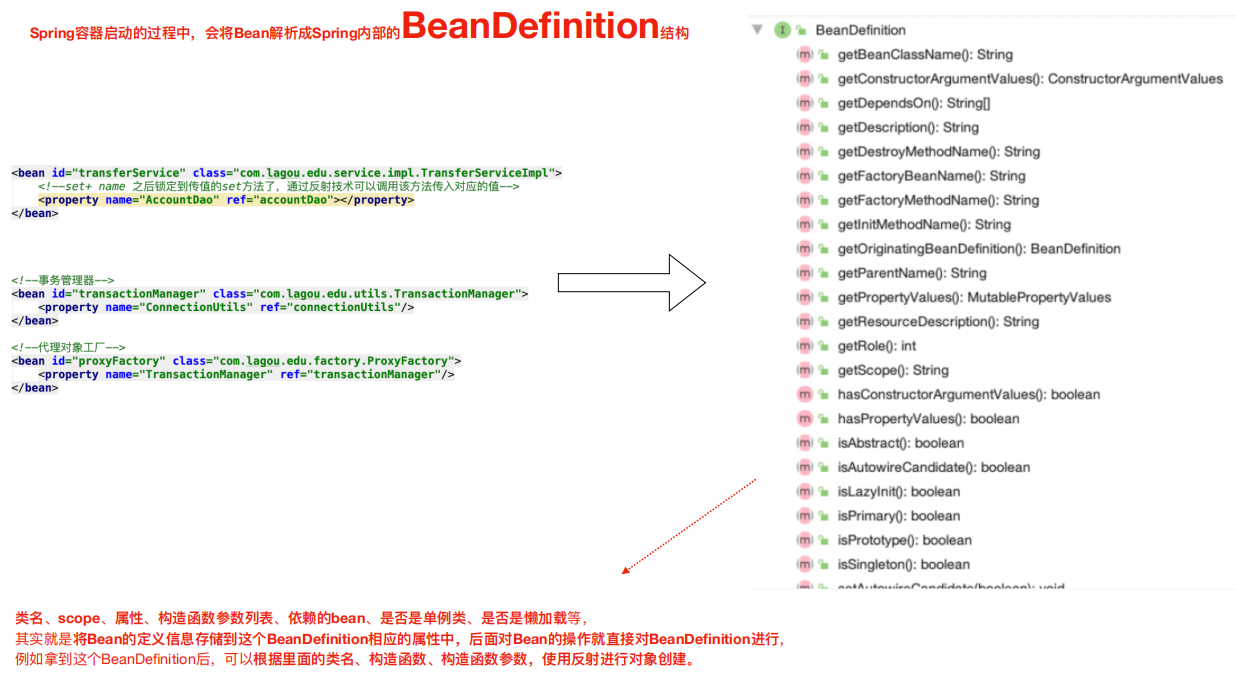 Spring容器启动的过程中，会将Bean解析成Spring内部的BeanDefinition结构
<bean id="transferService" class="com.lagou.edu.service.impl.TransferServiceImpl">
<!--set+ name 之后锁定到传值的set方法了，通过反射技术可以调用该方法传入对应的值-->
<property name="AccountDao" ref="accountDao"></property>
</bean>
<!--事务管理器-->
<bean id="transactionManager" class="com.lagou.edu.utils.TransactionManager">
<property name="ConnectionUtils" ref="connectionUtils"/>
</bean>
<!--代理对象工厂-->
<bean id="proxyFactory" class="com.lagou.edu.factory.ProxyFactory">
<property name="TransactionManager" ref="transactionManager"/>
</bean>
I BeanDefinition
m getBeanClassName(): String
m getConstructorArgumentValues(): ConstructorArgumentValues
m getDependsOn(): String[]
m getDescription(): String
m getDestroyMethodName(): String
m getFactoryBeanName(): String
m getFactoryMethodName(): String
m getInitMethodName(): String
m getOriginatingBeanDefinition(): BeanDefinition
m getParentName(): String
m getPropertyValues(): MutablePropertyValues
m getResourceDescription(): String
m getRole(): int
m getScope(): String
m hasConstructorArgumentValues(): boolean
m hasPropertyValues(): boolean
m isAbstract(): boolean
m isAutowireCandidate(): boolean
m isLazyInit(): boolean
m isPrimary(): boolean
m isPrototype(): boolean
m isSingleton(): boolean
m setAutowireCandidate(boolean): void
类名、scope、属性、构造函数参数列表、依赖的bean、是否是单例类、是否是懒加载等，
其实就是将Bean的定义信息存储到这个BeanDefinition相应的属性中，后面对Bean的操作就直接对BeanDefinition进行，
例如拿到这个BeanDefinition后，可以根据里面的类名、构造函数、构造函数参数，使用反射进行对象创建。